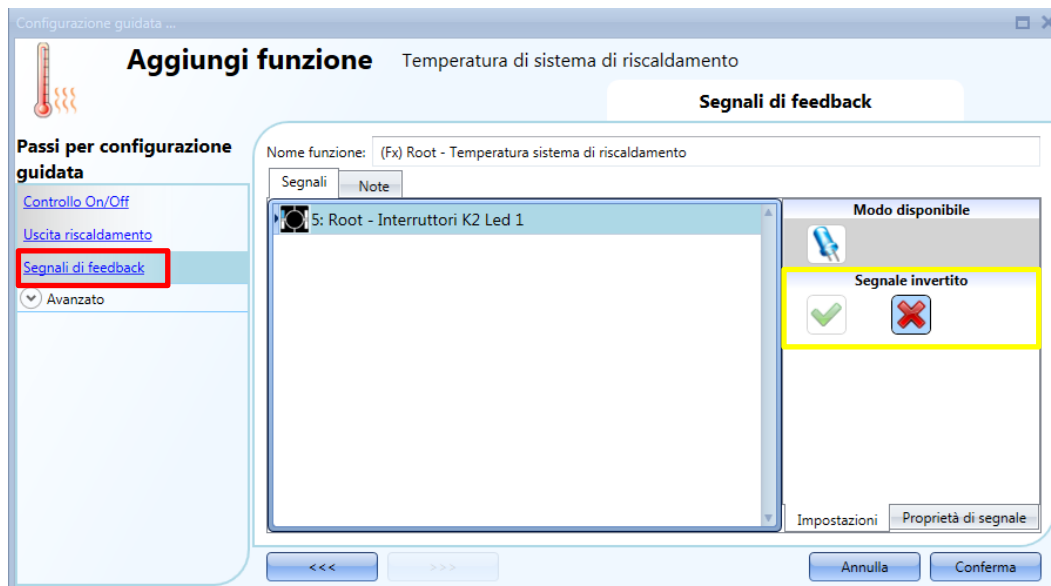 Configurazione guidata ...
Aggiungi funzione Temperatura di sistema di riscaldamento
Segnali di feedback
Passi per configurazione
guidata
Controllo On/Off
Uscita riscaldamento
Segnali di feedback
Avanzato
Nome funzione: (Fx) Root - Temperatura sistema di riscaldamento
Segnali Note
5: Root - Interruttori K2 Led 1
Modo disponibile
Segnale invertito
Impostazioni Proprietà di segnale
<<< >>> Annulla Conferma